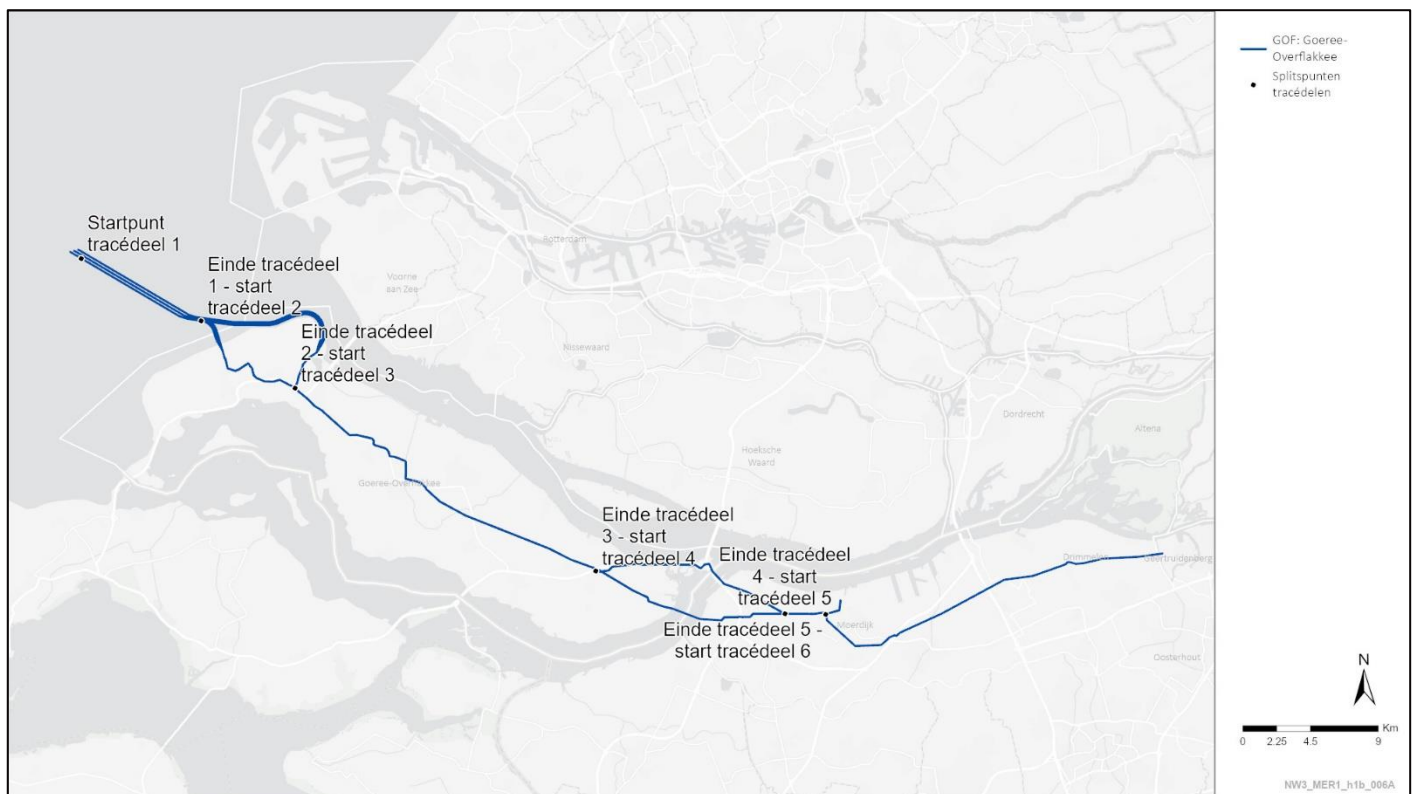 GOF: Goeree-
Overflakkee
Splitspunten
tracédelen
Startpunt
tracédeel 1
Einde tracédeel
1 - start
tracédeel 2
Einde tracédeel
2 - start
tracédeel 3
Einde tracédeel
3 - start
tracédeel 4
Einde tracédeel
4 - start
tracédeel 5
Einde tracédeel 5 -
start tracédeel 6
Rotterdam
Voorne
aan Zee
Nissewaard
Dordrecht
Altena
Hoeksche
Waard
Goeree-Overflakkee
Drimmelen
Geertruidenberg
Moerdijk
Oosterhout
N
Km
0 2.25 4.5 9
NW3_MER1_h1b_006A